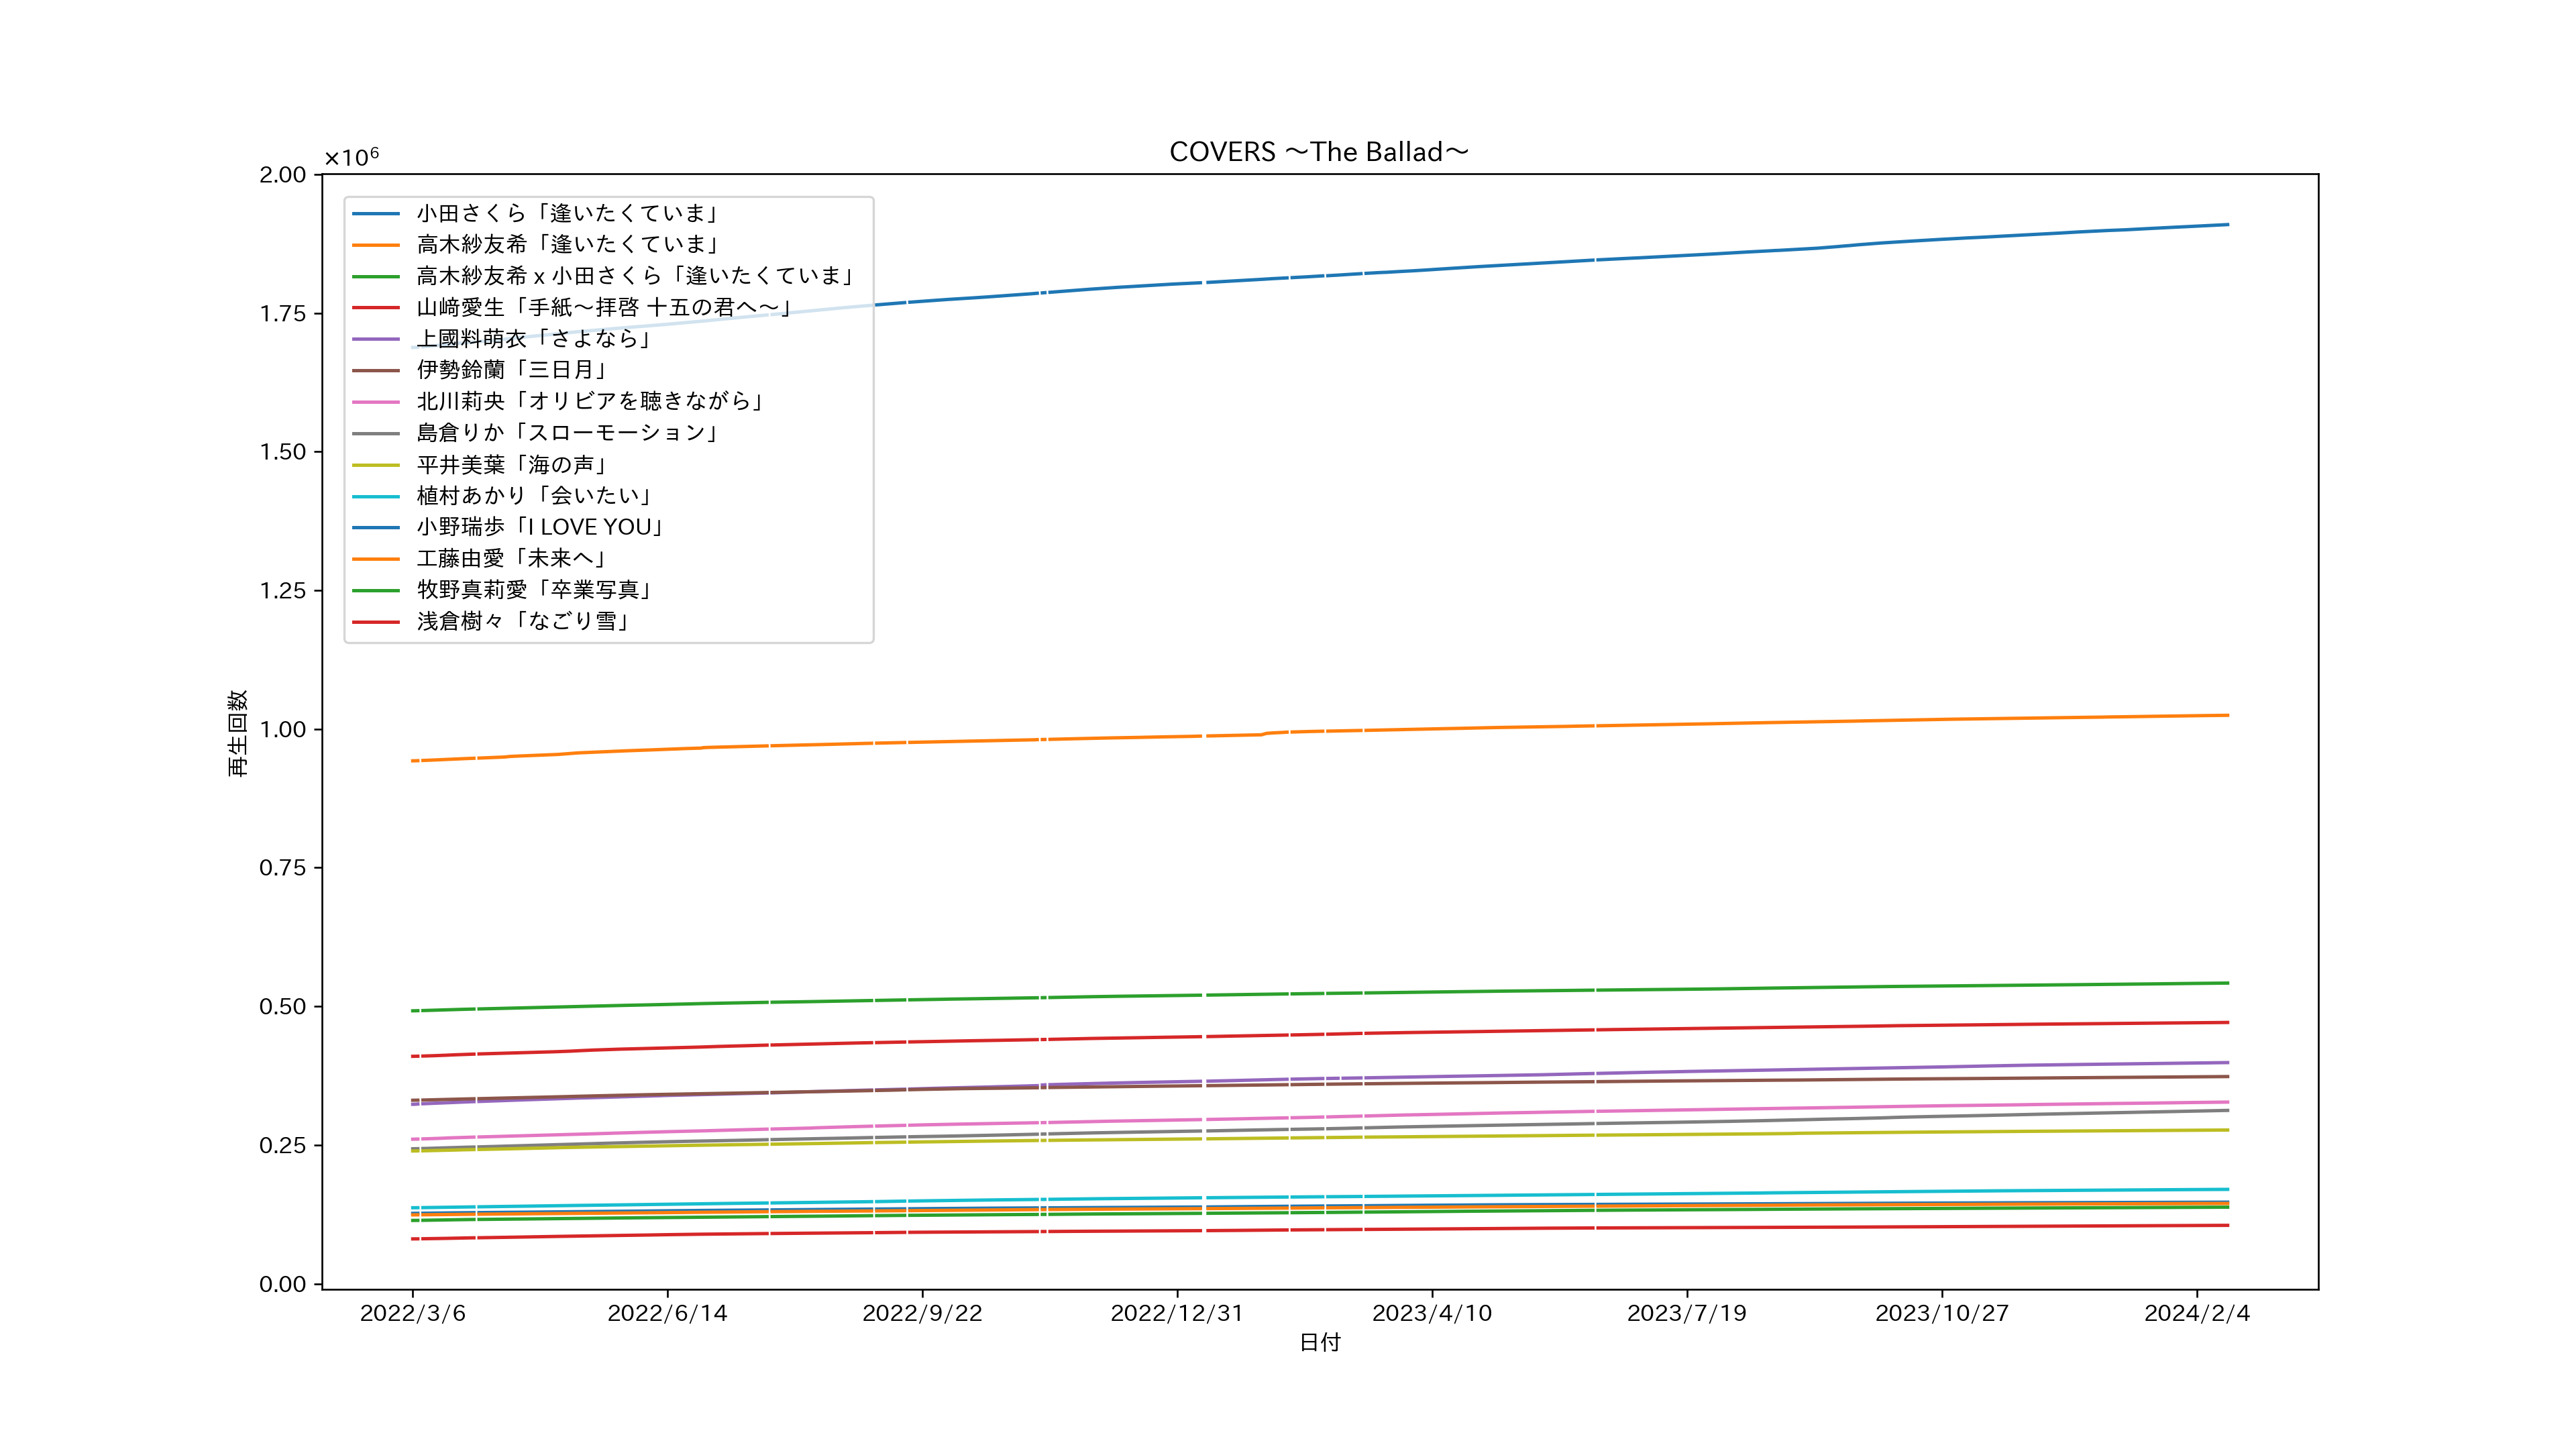 COVERS ～The Ballad～
×10⁶
2.00
1.75
1.50
1.25
1.00
0.75
0.50
0.25
0.00
再生回数
小田さくら「逢いたくていま」
高木紗友希「逢いたくていま」
高木紗友希 x 小田さくら「逢いたくていま」
山﨑愛生「手紙～拝啓 十五の君へ～」
上國料萌衣「さよなら」
伊勢鈴蘭「三日月」
北川莉央「オリビアを聴きながら」
島倉りか「スローモーション」
平井美葉「海の声」
植村あかり「会いたい」
小野瑞歩「I LOVE YOU」
工藤由愛「未来へ」
牧野真莉愛「卒業写真」
浅倉樹々「なごり雪」
2022/3/6 2022/6/14 2022/9/22 2022/12/31 2023/4/10 2023/7/19 2023/10/27 2024/2/4
日付